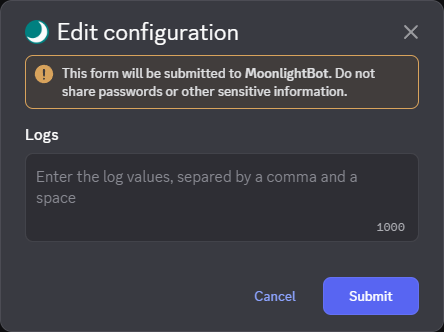 Edit configuration
This form will be submitted to MoonlightBot. Do not
share passwords or other sensitive information.
Logs
Enter the log values, separed by a comma and a
space
1000
Cancel
Submit